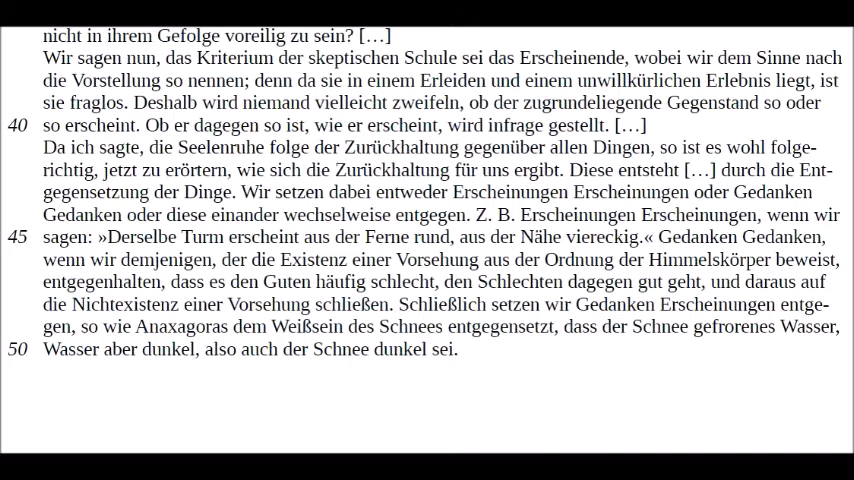 nicht in ihrem Gefolge voreilig zu sein? […]
Wir sagen nun, das Kriterium der skeptischen Schule sei das Erscheinende, wobei wir dem Sinne nach
die Vorstellung so nennen; denn da sie in einem Erleiden und einem unwillkürlichen Erlebnis liegt, ist
sie fraglos. Deshalb wird niemand vielleicht zweifeln, ob der zugrundeliegende Gegenstand so oder
40 so erscheint. Ob er dagegen so ist, wie er erscheint, wird infrage gestellt. […]
Da ich sagte, die Seelenruhe folge der Zurückhaltung gegenüber allen Dingen, so ist es wohl folge-
richtig, jetzt zu erörtern, wie sich die Zurückhaltung für uns ergibt. Diese entsteht […] durch die Ent-
gegensetzung der Dinge. Wir setzen dabei entweder Erscheinungen Erscheinungen oder Gedanken
Gedanken oder diese einander wechselweise entgegen. Z. B. Erscheinungen Erscheinungen, wenn wir
45 sagen: »Derselbe Turm erscheint aus der Ferne rund, aus der Nähe viereckig.« Gedanken Gedanken,
wenn wir demjenigen, der die Existenz einer Vorsehung aus der Ordnung der Himmelskörper beweist,
entgegenhalten, dass es den Guten häufig schlecht, den Schlechten dagegen gut geht, und daraus auf
die Nichtexistenz einer Vorsehung schließen. Schließlich setzen wir Gedanken Erscheinungen entge-
gen, so wie Anaxagoras dem Weißsein des Schnees entgegensetzt, dass der Schnee gefrorenes Wasser,
50 Wasser aber dunkel, also auch der Schnee dunkel sei.